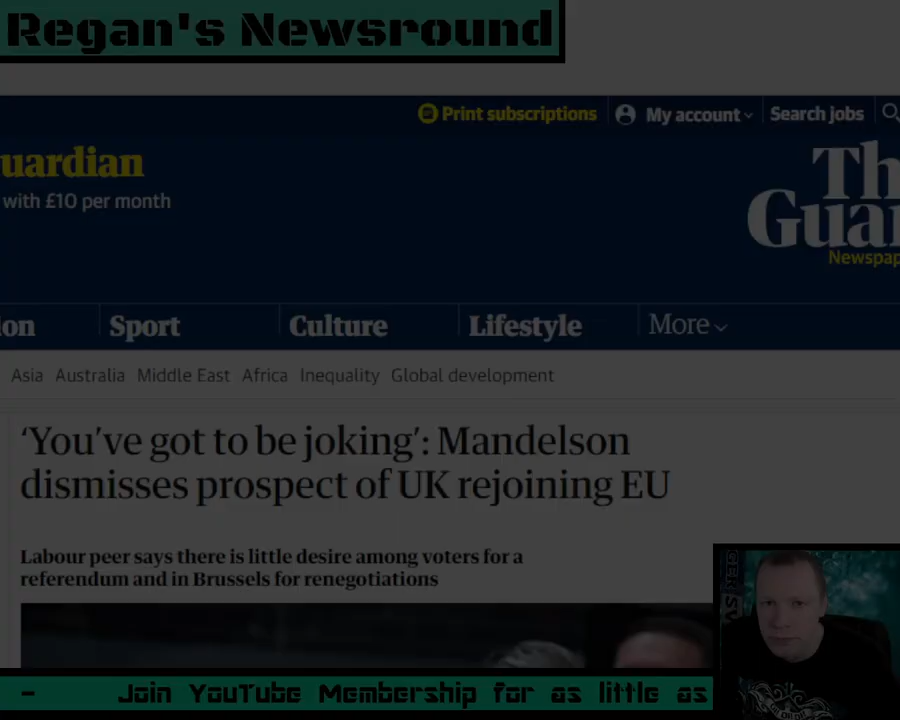 Regan's Newsround
Print subscriptions My account Search jobs
uardian
with £10 per month
Th
Guar
Newspap
ion Sport Culture Lifestyle More
Asia Australia Middle East Africa Inequality Global development
‘You’ve got to be joking’: Mandelson
dismisses prospect of UK rejoining EU
Labour peer says there is little desire among voters for a
referendum and in Brussels for renegotiations
- Join YouTube Membership for as little as